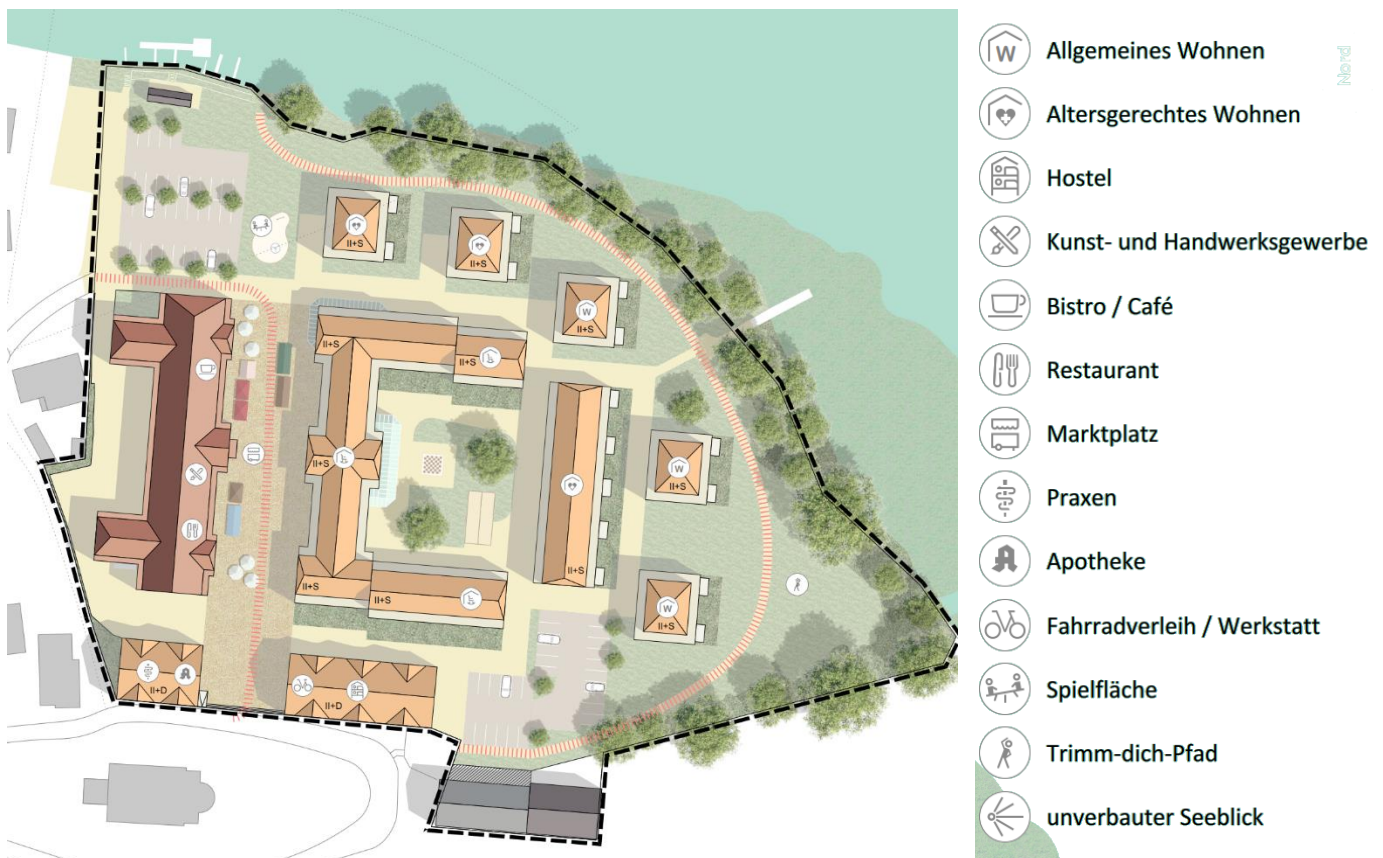 II+S
II+S
W
II+S
II+S
II+S
II+S
W
II+S
II+S
II+S
II+S
W
II+S
II+D
II+D
W Allgemeines Wohnen
Nord
Altersgerechtes Wohnen
Hostel
Kunst- und Handwerksgewerbe
Bistro / Café
Restaurant
Marktplatz
Praxen
Apotheke
Fahrradverleih / Werkstatt
Spielfläche
Trimm-dich-Pfad
unverbauter Seeblick